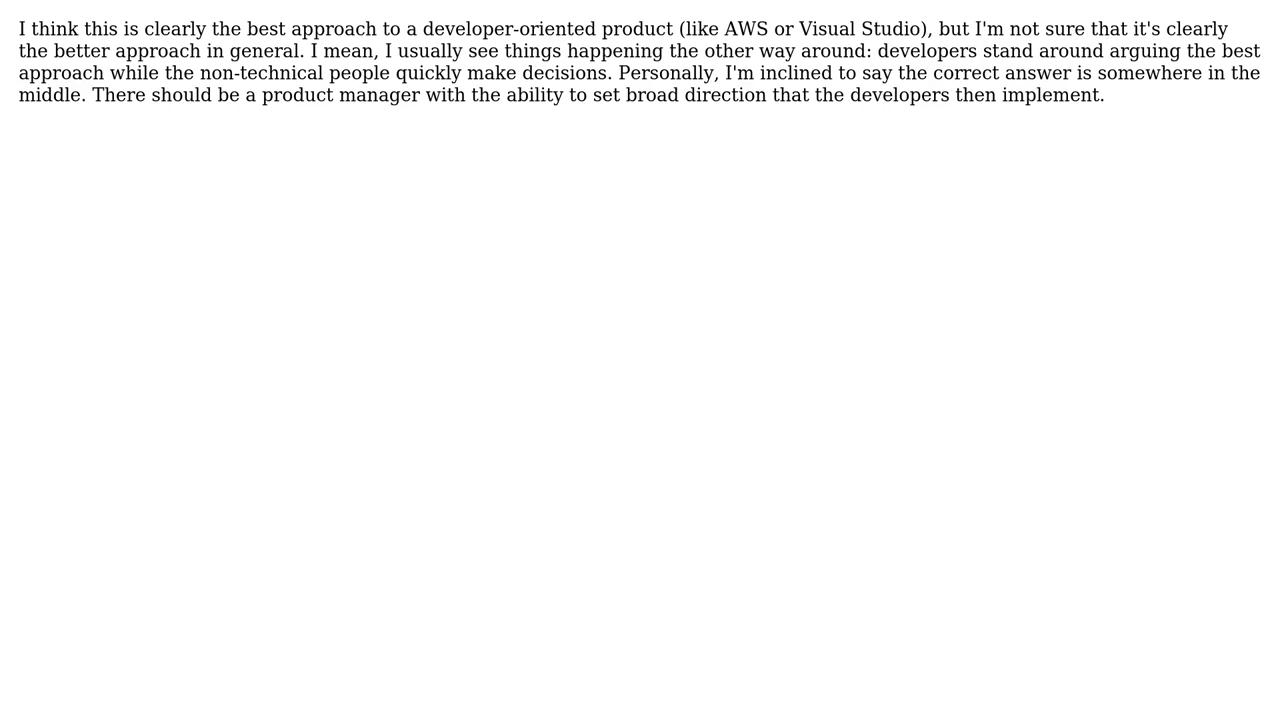 I think this is clearly the best approach to a developer-oriented product (like AWS or Visual Studio), but I'm not sure that it's clearly
the better approach in general. I mean, I usually see things happening the other way around: developers stand around arguing the best
approach while the non-technical people quickly make decisions. Personally, I'm inclined to say the correct answer is somewhere in the
middle. There should be a product manager with the ability to set broad direction that the developers then implement.